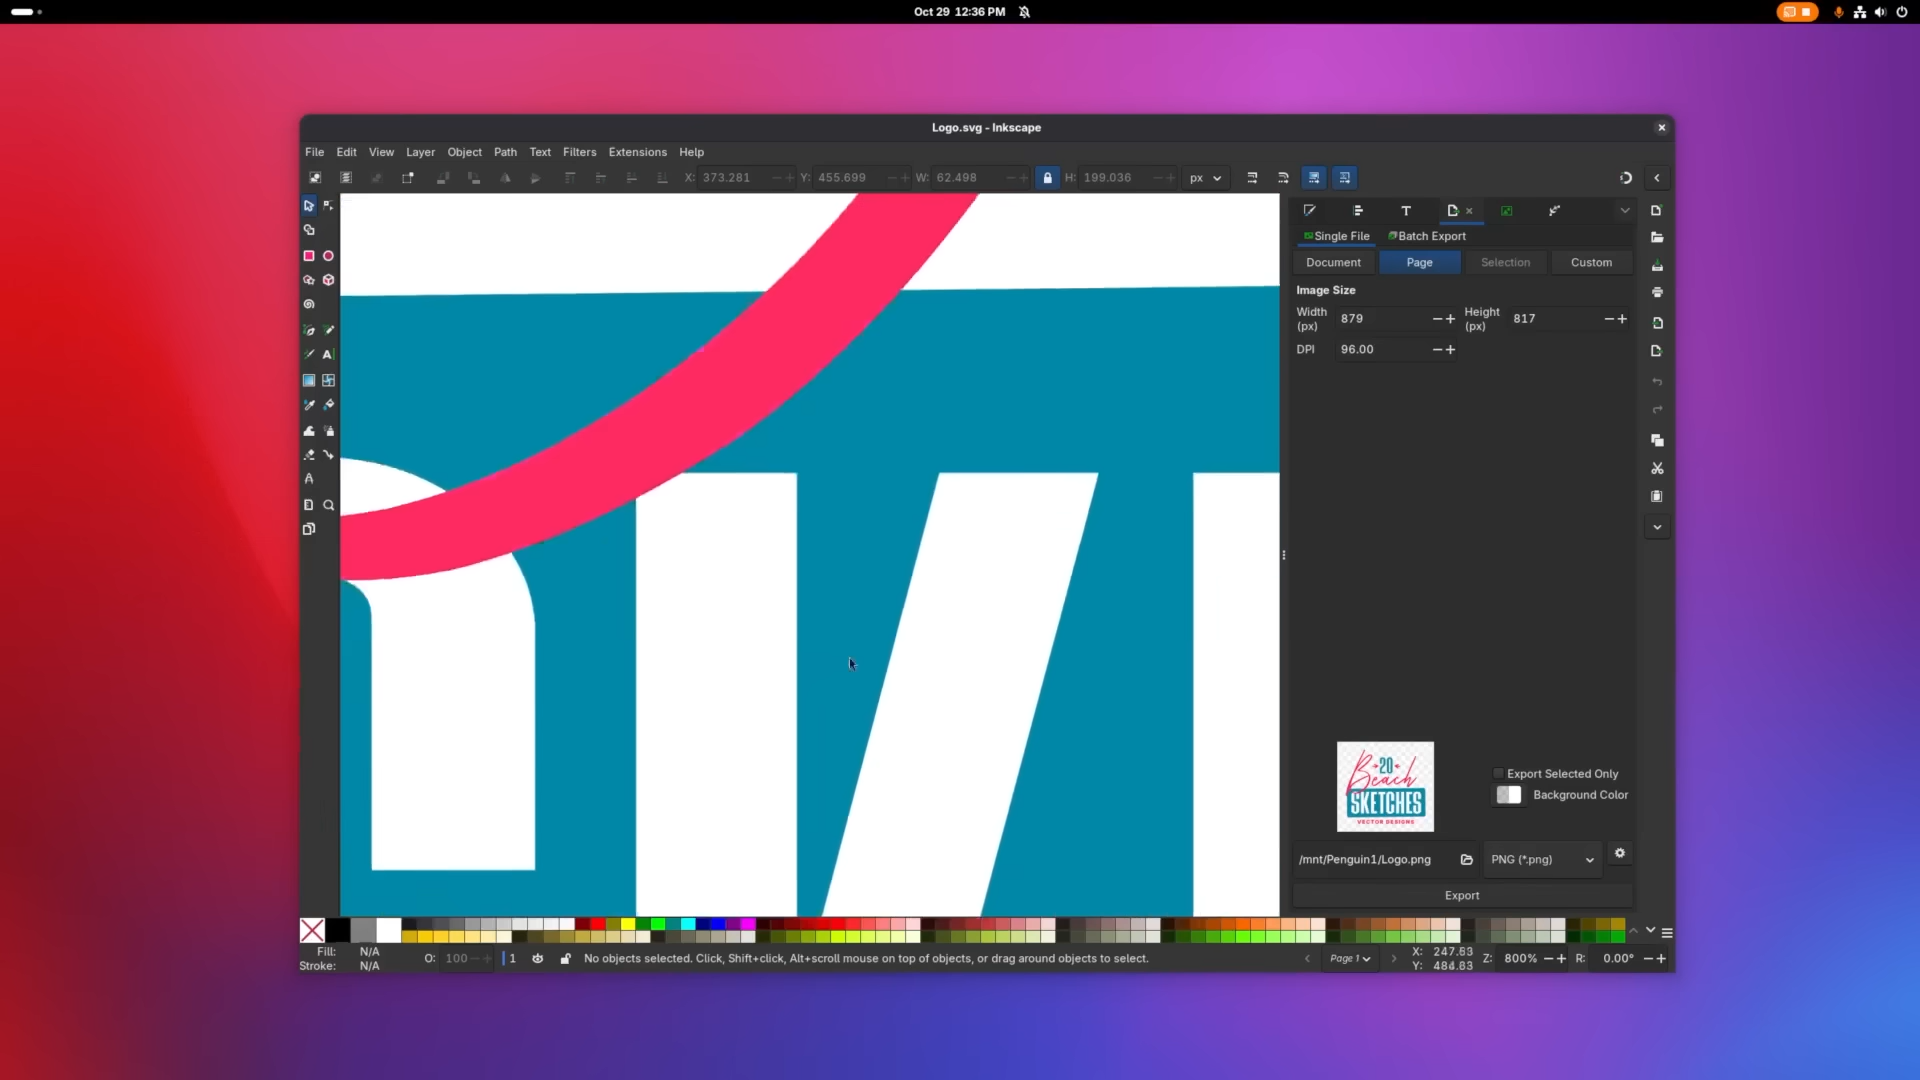 Oct 29 12:36 PM
Logo.svg - Inkscape
File Edit View Layer Object Path Text Filters Extensions Help
X: 373.281 Y: 455.699 W: 62.498 H: 199.036 px
Single File Batch Export
Document Page Selection Custom
Image Size
Width (px) 879 Height (px) 817
DPI 96.00
20
Beach
SKETCHES
VECTOR DESIGNS
Export Selected Only
Background Color
/mnt/Penguin1/Logo.png PNG (*.png)
Export
Fill: N/A
Stroke: N/A
O: 100 1 No objects selected. Click, Shift+click, Alt+scroll mouse on top of objects, or drag around objects to select. Page 1
X: 247.63
Y: 484.83
Z: 800% R: 0.00°